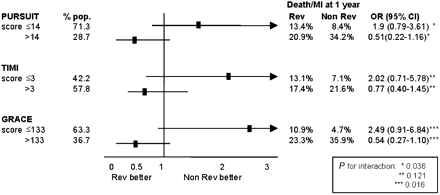 Death/MI at 1 year
PURSUIT % pop. Rev Non Rev OR (95% CI)
score ≤14 71.3 13.4% 8.4% 1.9 (0.79-3.61) *
>14 28.7 20.9% 34.2% 0.51(0.22-1.16)*
TIMI
score ≤3 42.2 13.1% 7.1% 2.02 (0.71-5.78)**
>3 57.8 17.4% 21.6% 0.77 (0.40-1.45)**
GRACE
score ≤133 63.3 10.9% 4.7% 2.49 (0.91-6.84)***
>133 36.7 23.3% 35.9% 0.54 (0.27-1.10)***
0 0.5 1 2 3
Rev better Non Rev better
P for interaction: * 0.036
** 0.121
*** 0.016